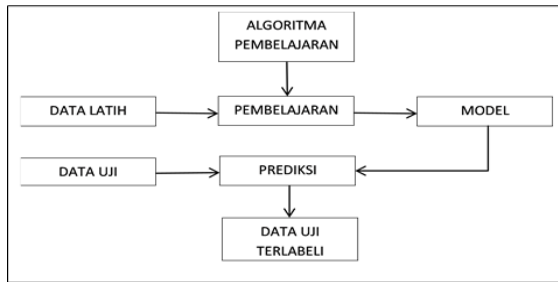 ALGORITMA
PEMBELAJARAN
DATA LATIH
PEMBELAJARAN
MODEL
DATA UJI
PREDIKSI
DATA UJI
TERLABELI